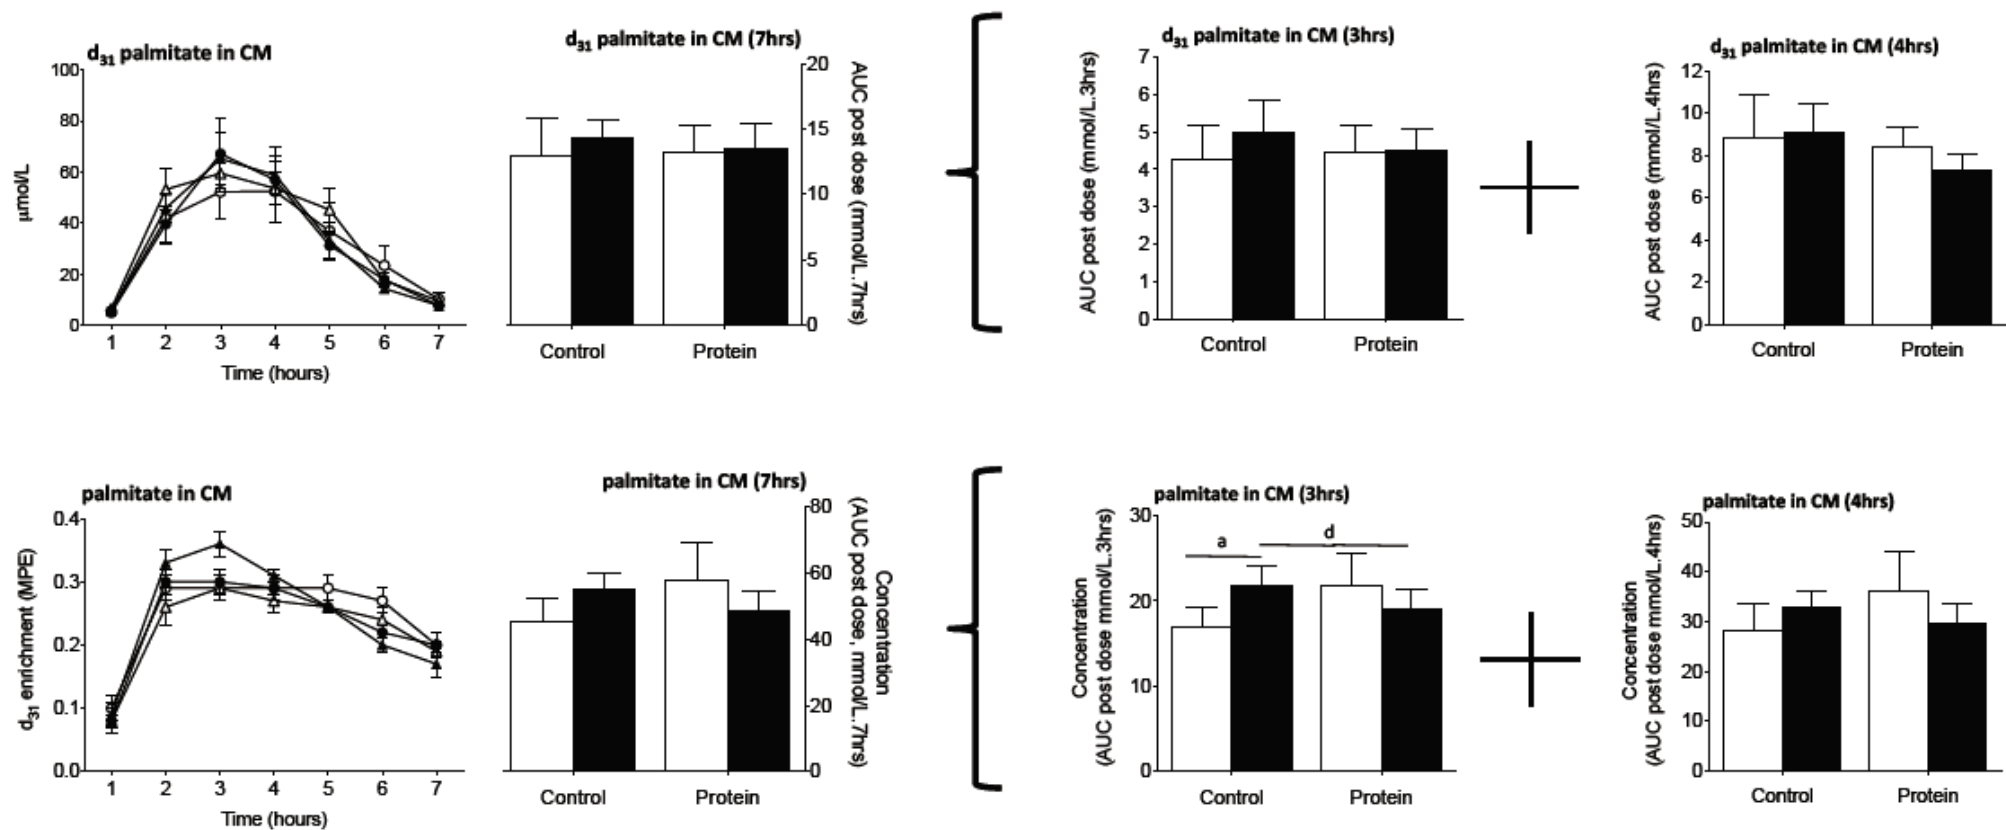 d31 palmitate in CM
100
80
60
40
20
0
μmol/L
1 2 3 4 5 6 7
Time (hours)
d31 palmitate in CM (7hrs)
20
15
10
5
0
AUC post dose (mmol/L.7hrs)
Control Protein
d31 palmitate in CM (3hrs)
7
6
5
4
3
2
1
0
AUC post dose (mmol/L.3hrs)
Control Protein
d31 palmitate in CM (4hrs)
12
10
8
6
4
2
0
AUC post dose (mmol/L.4hrs)
Control Protein
palmitate in CM
0.4
0.3
0.2
0.1
0.0
d31 enrichment (MPE)
1 2 3 4 5 6 7
Time (hours)
palmitate in CM (7hrs)
80
60
40
20
0
Concentration
(AUC post dose, mmol/L.7hrs)
Control Protein
palmitate in CM (3hrs)
30
20
10
0
a d
Concentration
(AUC post dose mmol/L.3hrs)
Control Protein
palmitate in CM (4hrs)
50
40
30
20
10
0
Concentration
(AUC post dose mmol/L.4hrs)
Control Protein